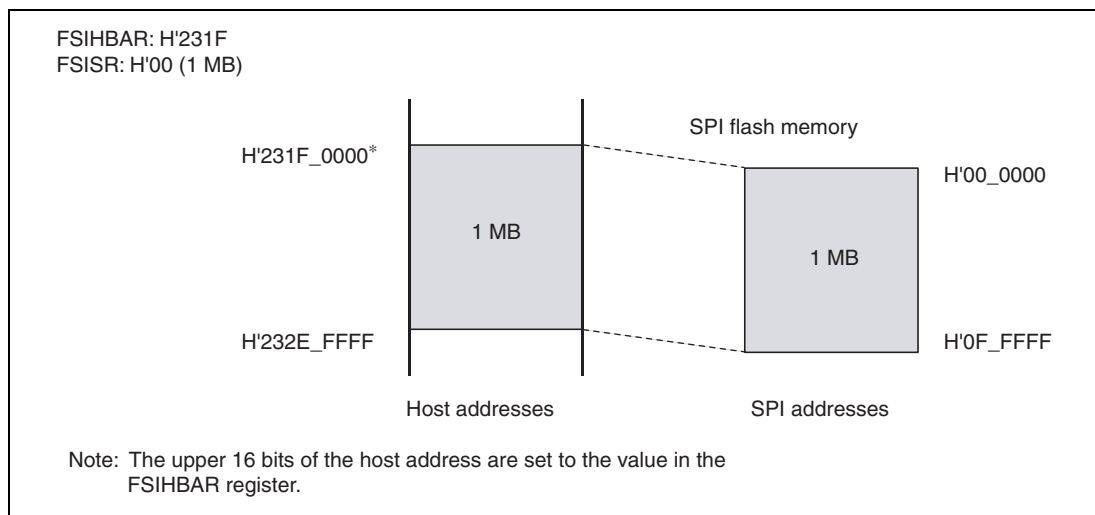 FSIHBAR: H'231F
FSISR: H'00 (1 MB)
SPI flash memory
H'231F_0000*
H'00_0000
1 MB
1 MB
H'232E_FFFF
H'0F_FFFF
Host addresses
SPI addresses
Note: The upper 16 bits of the host address are set to the value in the
FSIHBAR register.